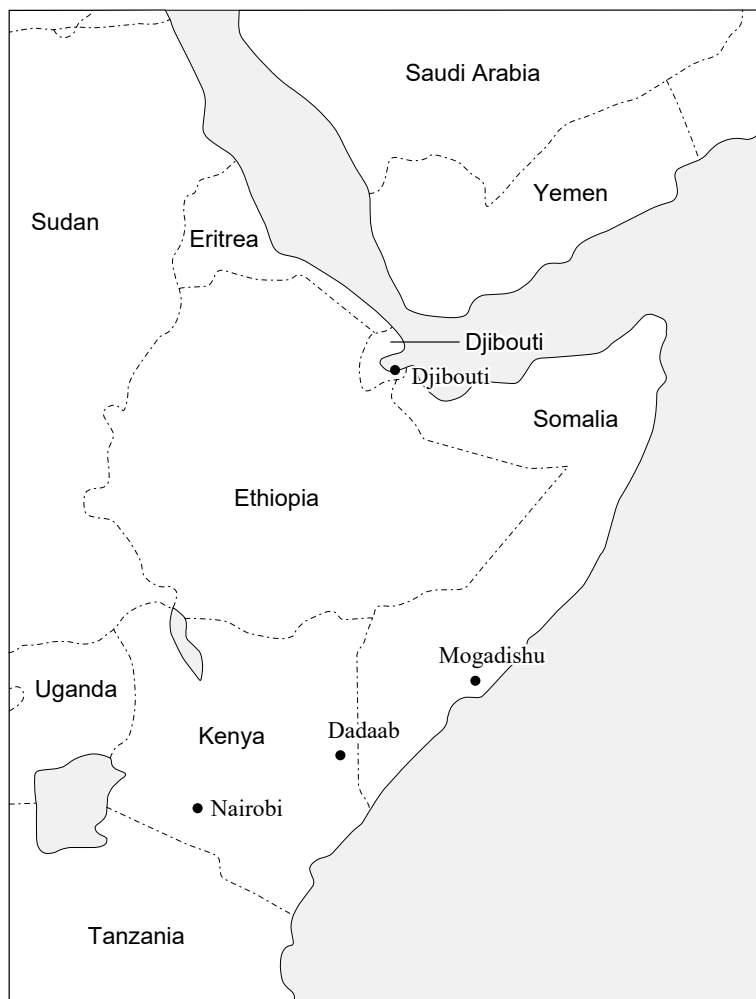 Saudi Arabia
Yemen
Sudan
Eritrea
Djibouti
Djibouti
Somalia
Ethiopia
Mogadishu
Uganda
Dadaab
Kenya
Nairobi
Tanzania